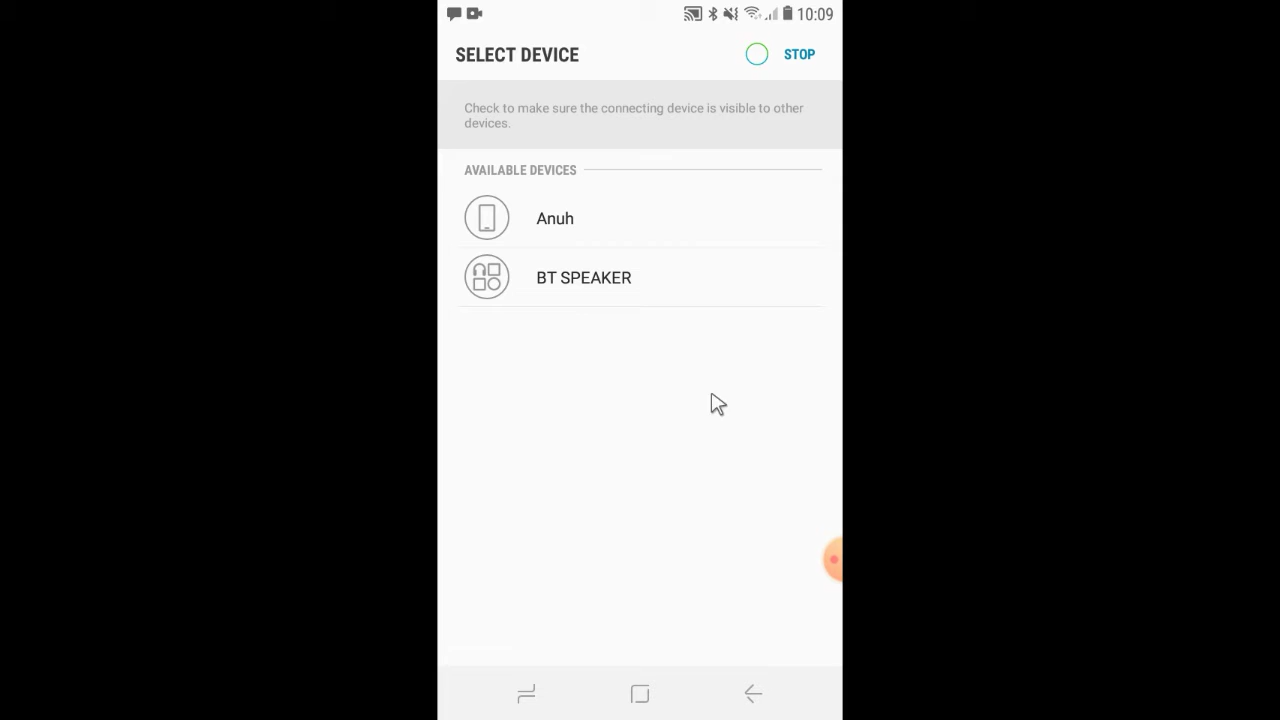 10:09
SELECT DEVICE
STOP
Check to make sure the connecting device is visible to other
devices.
AVAILABLE DEVICES
Anuh
BT SPEAKER